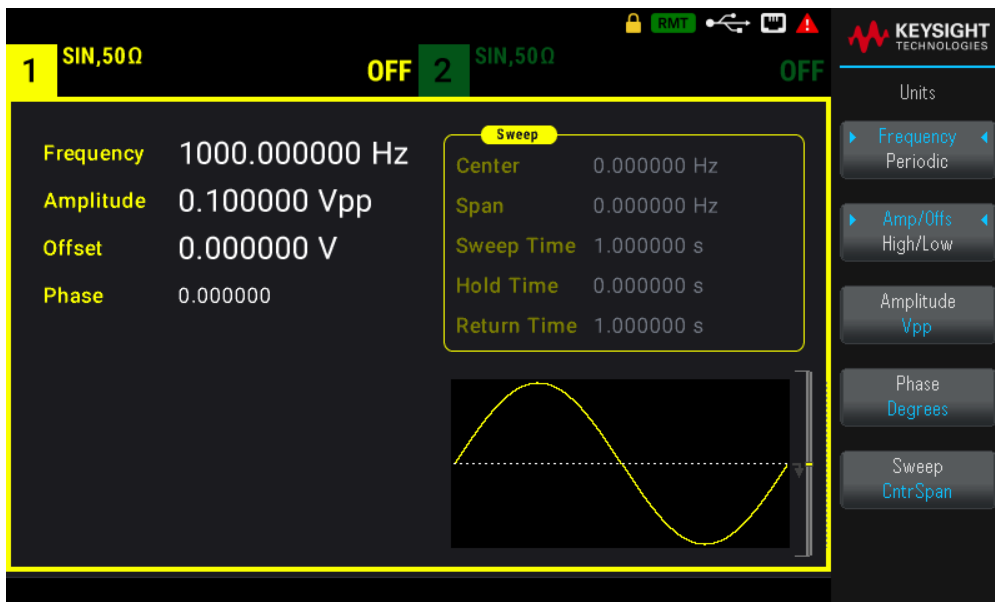 RMT
KEYSIGHT
TECHNOLOGIES
1 SIN,50Ω OFF
2 SIN,50Ω OFF
Frequency 1000.000000 Hz
Amplitude 0.100000 Vpp
Offset 0.000000 V
Phase 0.000000
Sweep
Center 0.000000 Hz
Span 0.000000 Hz
Sweep Time 1.000000 s
Hold Time 0.000000 s
Return Time 1.000000 s
Units
Frequency
Periodic
Amp/Offs
High/Low
Amplitude
Vpp
Phase
Degrees
Sweep
CntrSpan